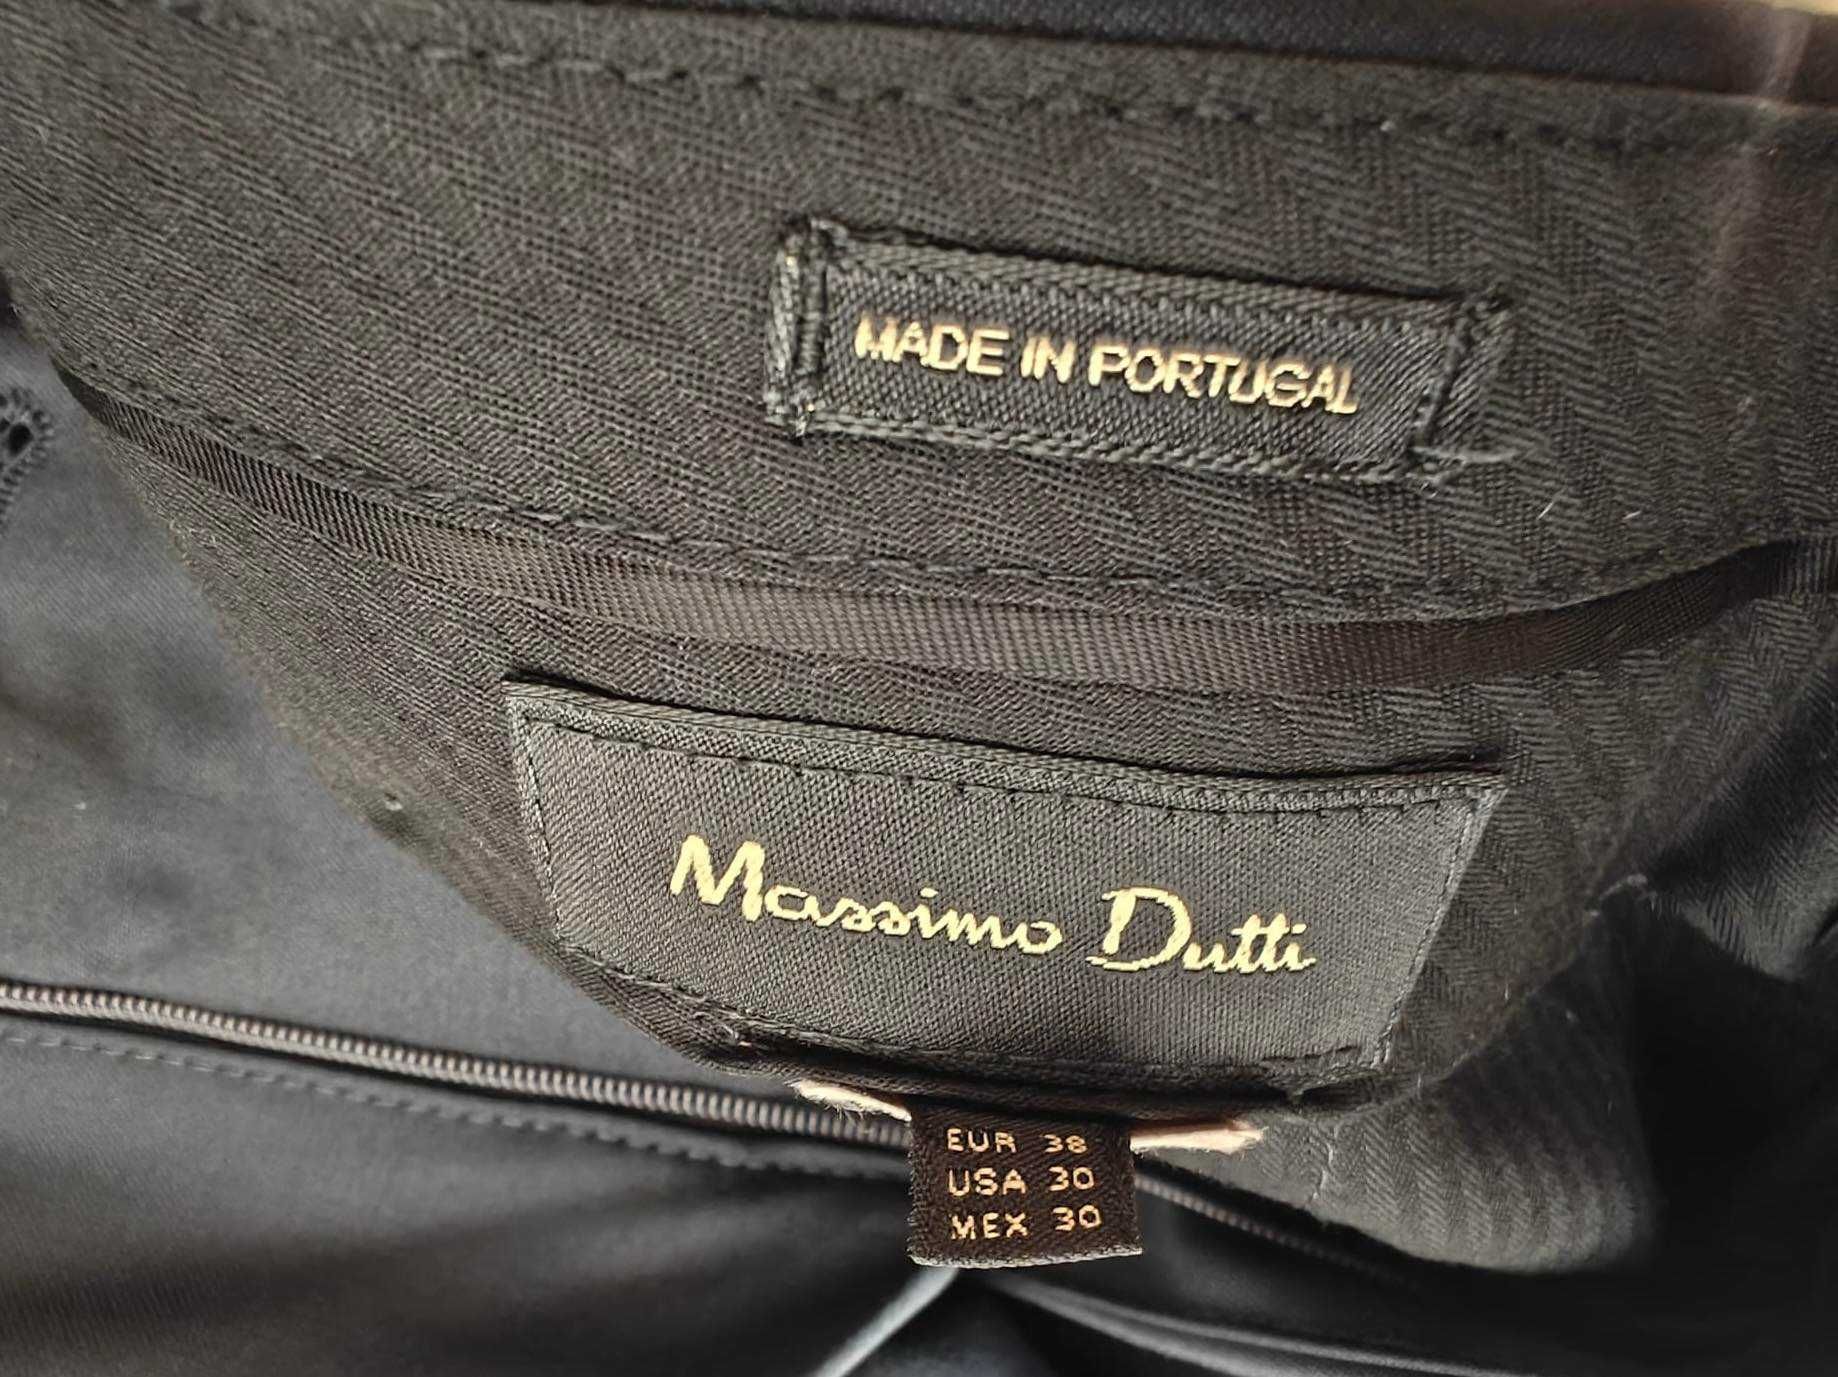 MADE IN PORTUGAL
Massimo Dutti
EUR 38
USA 30
MEX 30